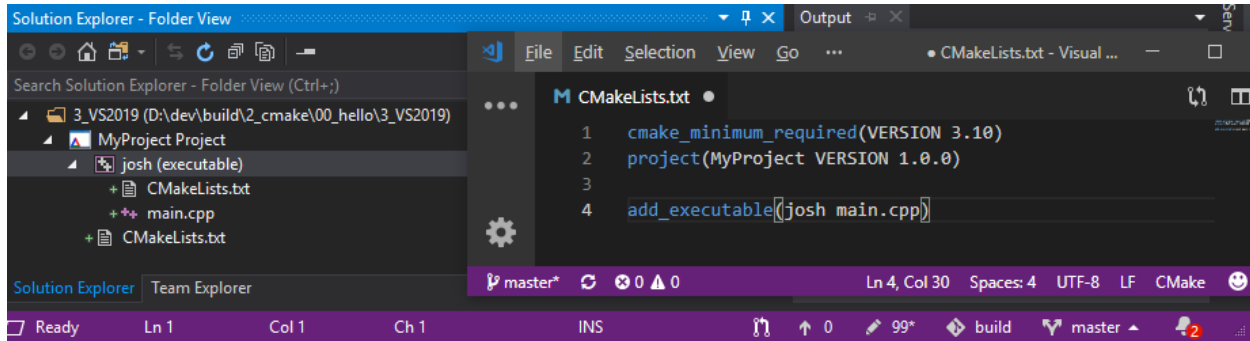 Solution Explorer - Folder View
Search Solution Explorer - Folder View (Ctrl+;)
3_VS2019 (D:\dev\build\2_cmake\00_hello\3_VS2019)
MyProject Project
josh (executable)
CMakeLists.txt
main.cpp
CMakeLists.txt
Solution Explorer Team Explorer
Output
Serv
File Edit Selection View Go ...
● CMakeLists.txt - Visual ...
CMakeLists.txt ●
1 cmake_minimum_required(VERSION 3.10)
2 project(MyProject VERSION 1.0.0)
3
4 add_executable(josh main.cpp)
master* 0 0 Ln 4, Col 30 Spaces: 4 UTF-8 LF CMake
Ready Ln 1 Col 1 Ch 1 INS 0 99* build master 2